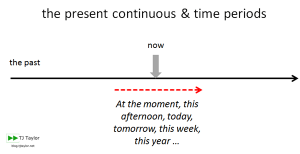 the present continuous & time periods
now
the past
At the moment, this
afternoon, today,
tomorrow, this week,
this year ...
TJ Taylor